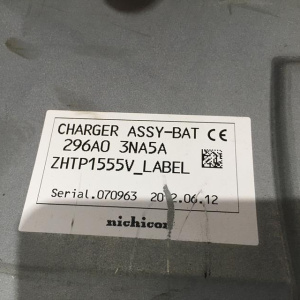 CHARGER ASSY-BAT CE
296A0 3NA5A
ZHTP1555V_LABEL
Serial.070963 2012.06.12
nichicon